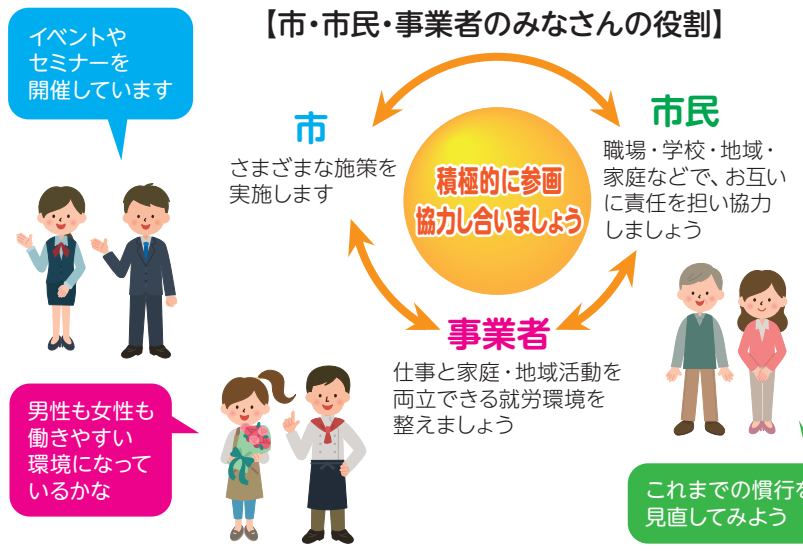 【市・市民・事業者のみなさんの役割】
イベントや
セミナーを
開催しています
市
さまざまな施策を
実施します
積極的に参画
協力し合いましょう
市民
職場・学校・地域・
家庭などで、お互い
に責任を担い協力
しましょう
事業者
仕事と家庭・地域活動を
両立できる就労環境を
整えましょう
男性も女性も
働きやすい
環境になって
いるかな
これまでの慣行を
見直してみよう